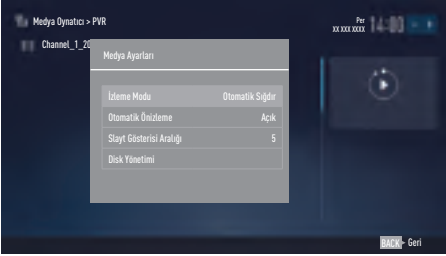 Medya Oynatıcı > PVR
Per
xx xxx xxxx
14:03
Channel_1_20
Medya Ayarları
İzleme Modu Otomatik Sığdır
Otomatik Önizleme Açık
Slayt Gösterisi Aralığı 5
Disk Yönetimi
BACK Geri